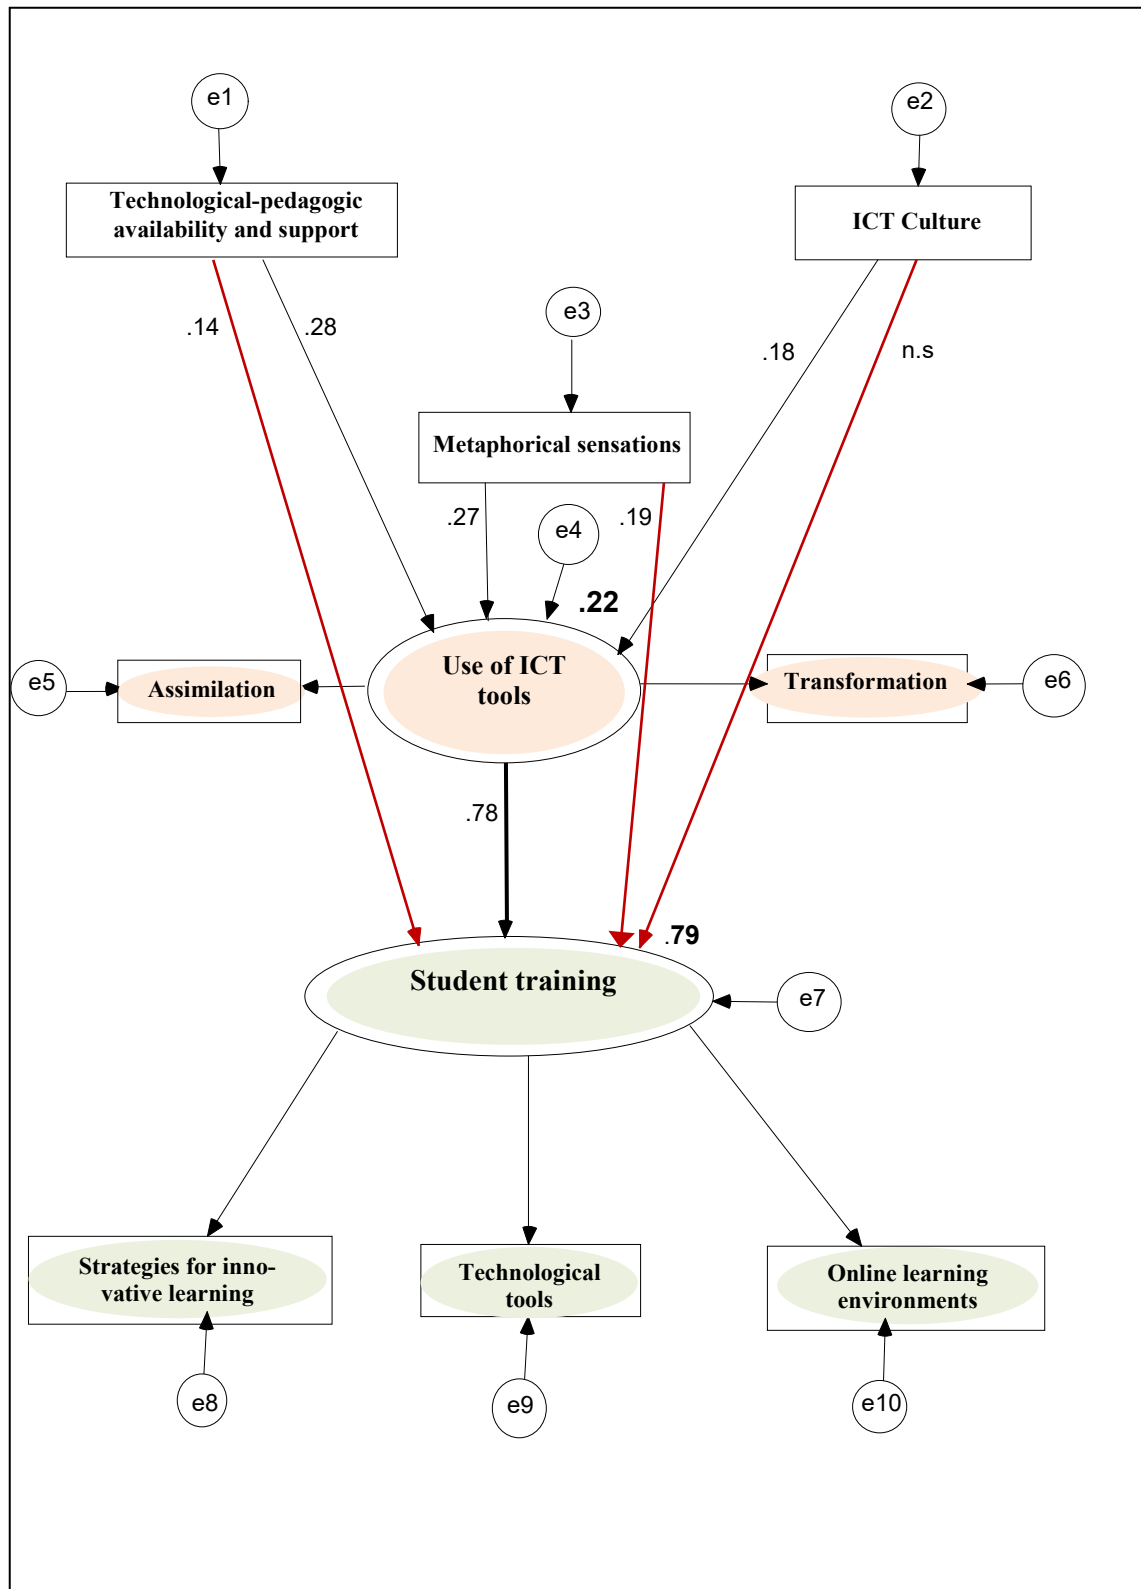 e1
e2
Technological-pedagogic
availability and support
ICT Culture
e3
.14
.28
.18
n.s
Metaphorical sensations
.27
.19
e4
.22
Use of ICT
tools
e5
Assimilation
Transformation
e6
.78
.79
Student training
e7
Strategies for inno-
vative learning
Technological
tools
Online learning
environments
e8
e9
e10